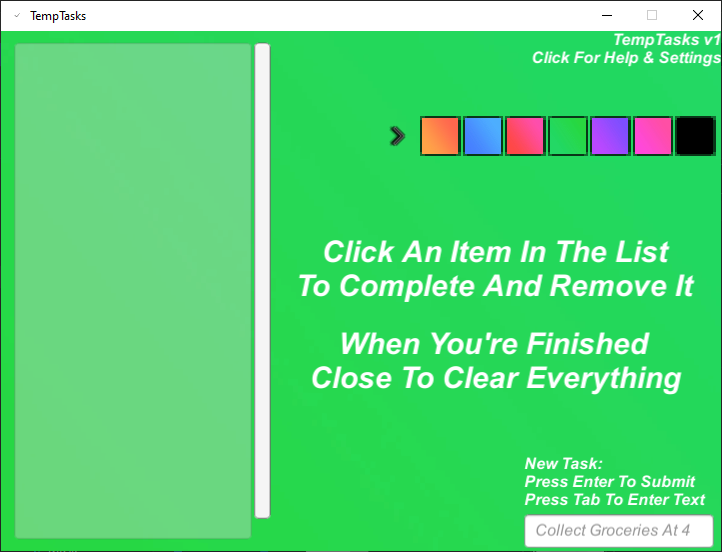 TempTasks
TempTasks v1
Click For Help & Settings
Click An Item In The List
To Complete And Remove It
When You're Finished
Close To Clear Everything
New Task:
Press Enter To Submit
Press Tab To Enter Text
Collect Groceries At 4